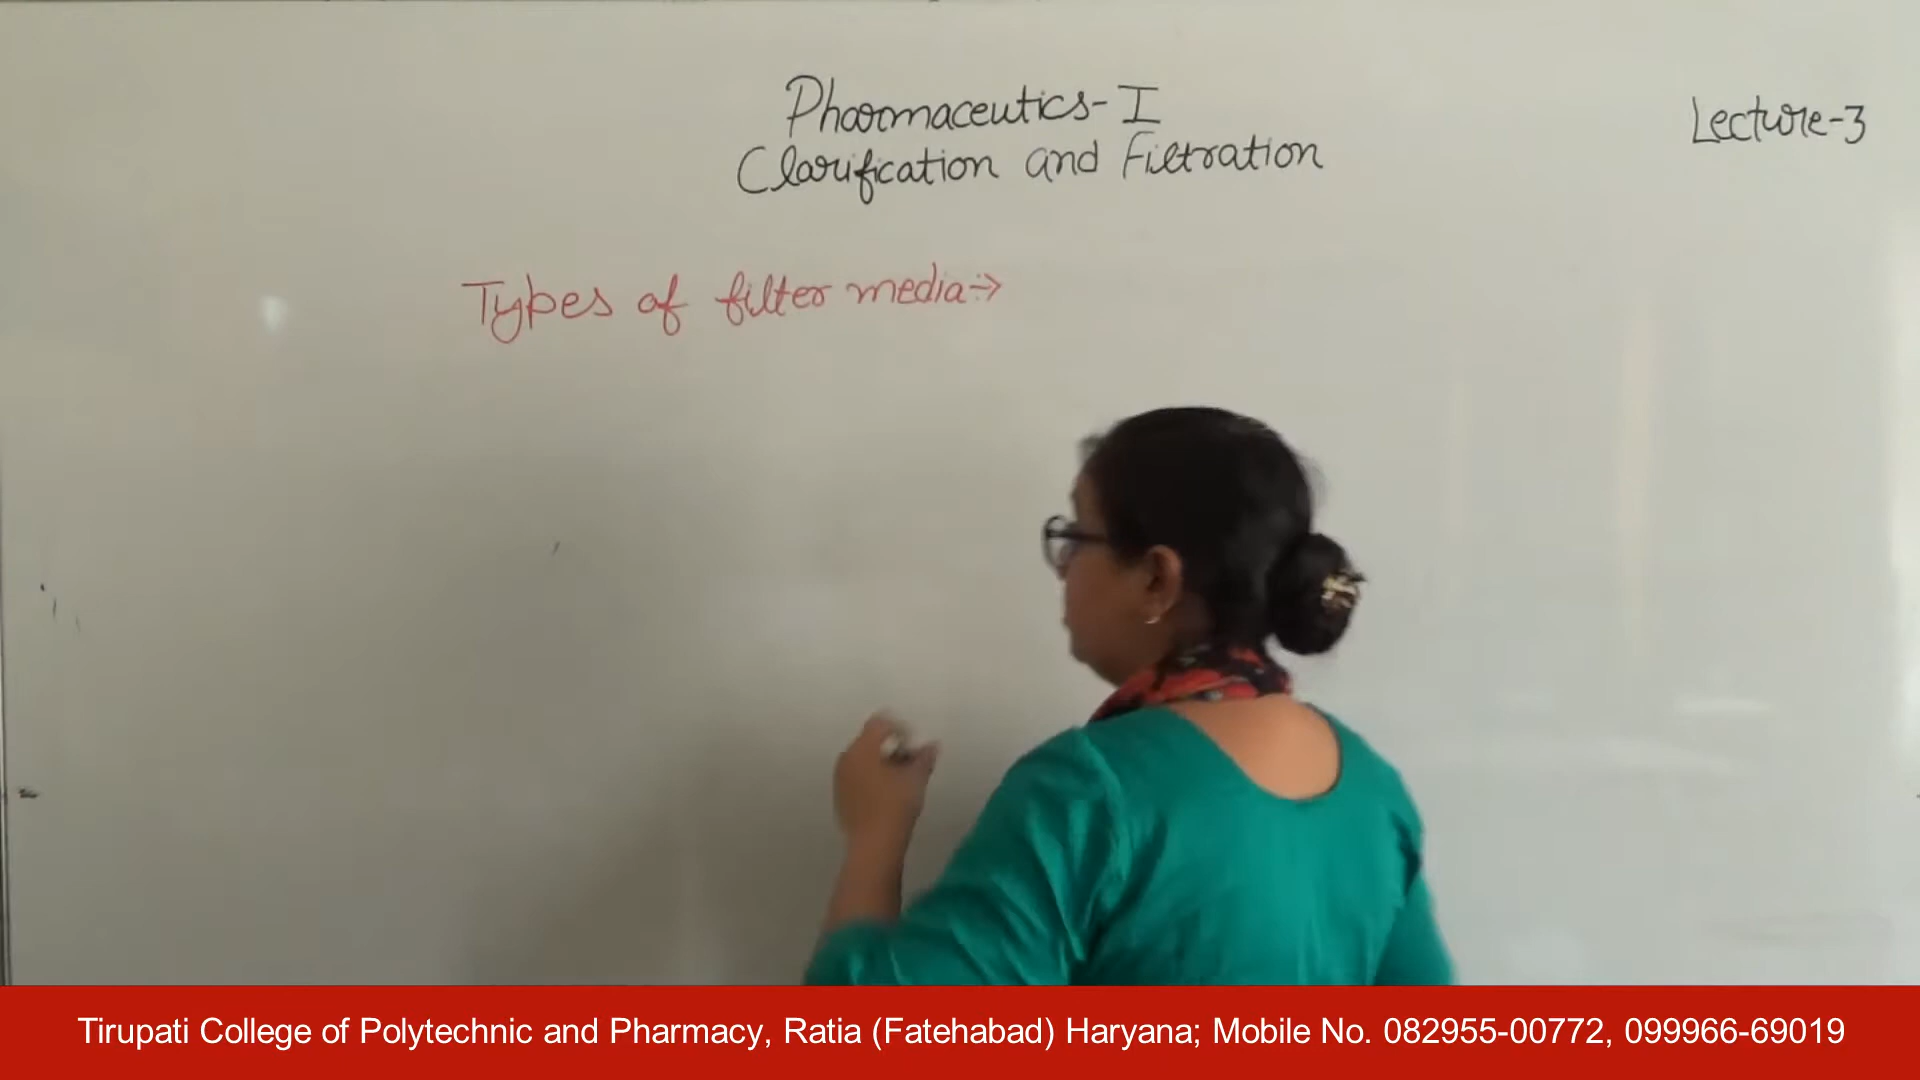 Pharmaceutics-I
Lecture-3
Clarification and Filtration
Types of filter media:->
Tirupati College of Polytechnic and Pharmacy, Ratia (Fatehabad) Haryana; Mobile No. 082955-00772, 099966-69019